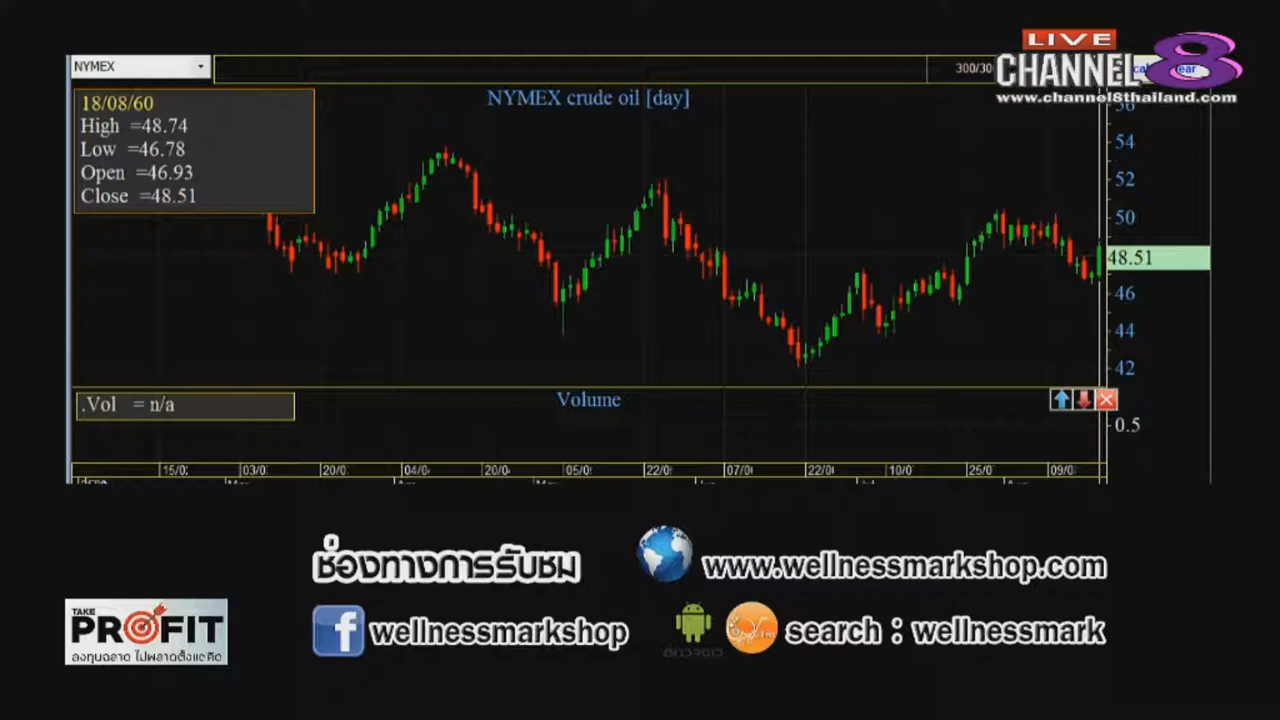 LIVE
CHANNEL 8
www.channel8thailand.com
NYMEX
300/30
18/08/60
High =48.74
Low =46.78
Open =46.93
Close =48.51
NYMEX crude oil [day]
56
54
52
50
48.51
46
44
42
.Vol = n/a
Volume
0.5
15/0
03/0
20/0
04/0
20/0
05/0
22/0
07/0
22/0
10/0
25/0
09/0
ช่องทางการรับชม
www.wellnessmarkshop.com
wellnessmarkshop
search : wellnessmark
ANDROID
TAKE
PROFIT
ลงทุนฉลาด ไม่พลาดตั้งแต่คิด